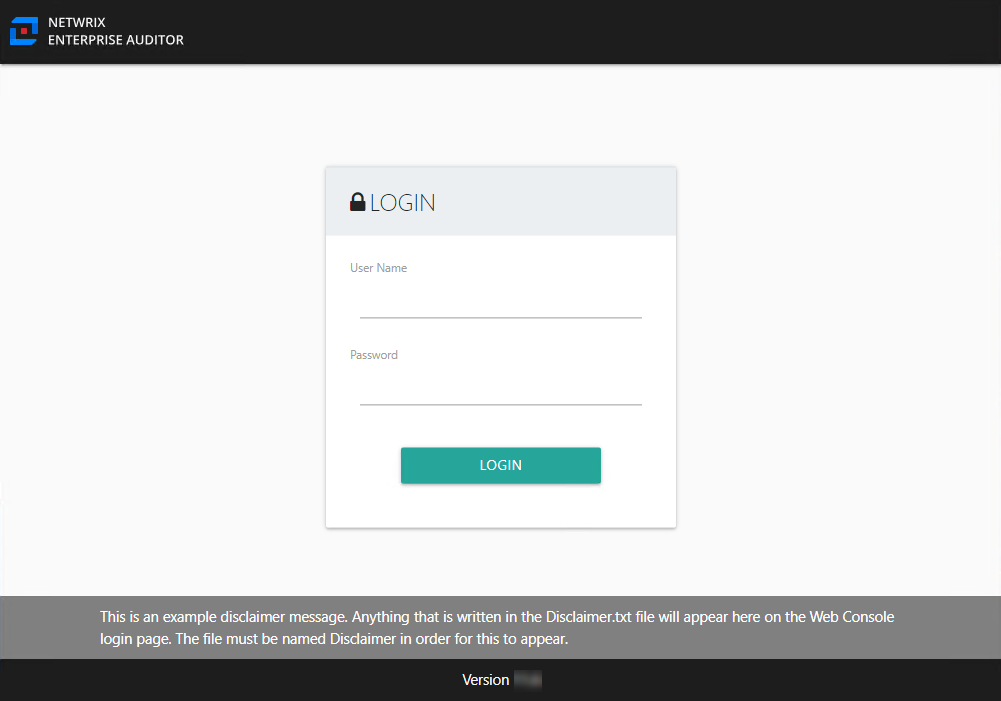 NETWRIX
ENTERPRISE AUDITOR
LOGIN
User Name
Password
LOGIN
This is an example disclaimer message. Anything that is written in the Disclaimer.txt file will appear here on the Web Console
login page. The file must be named Disclaimer in order for this to appear.
Version